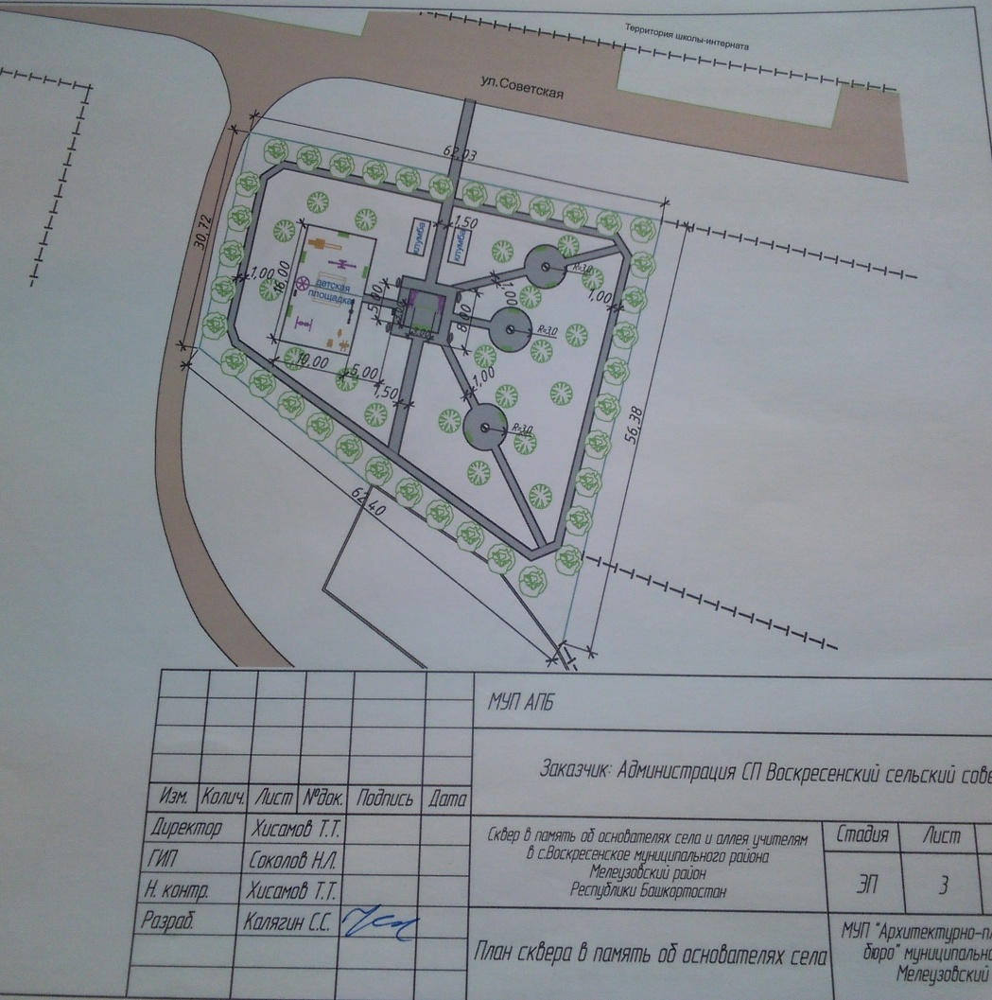 Территория школы-интерната
ул.Советская
62,03
30,72
1,50
клумба
клумба
R=3,0
1,00
16,00
детская
площадка
5,00
8,00
1,00
1,00
R=3,0
10,00
5,00
1,50
1,00
R=3,0
56,38
62,40
МУП АПБ
Заказчик: Администрация СП Воскресенский сельский сове
Изм. Колич. Лист №док. Подпись Дата
Директор Хисамов Т.Т.
ГИП Соколов Н.Л.
Н. контр. Хисамов Т.Т.
Разраб. Калягин С.С.
Сквер в память об основателях села и аллея учителям
в с.Воскресенское муниципального района
Мелеузовский район
Республики Башкортостан
Стадия Лист
ЭП 3
План сквера в память об основателях села
МУП "Архитектурно-пл
бюро" муниципально
Мелеузовский